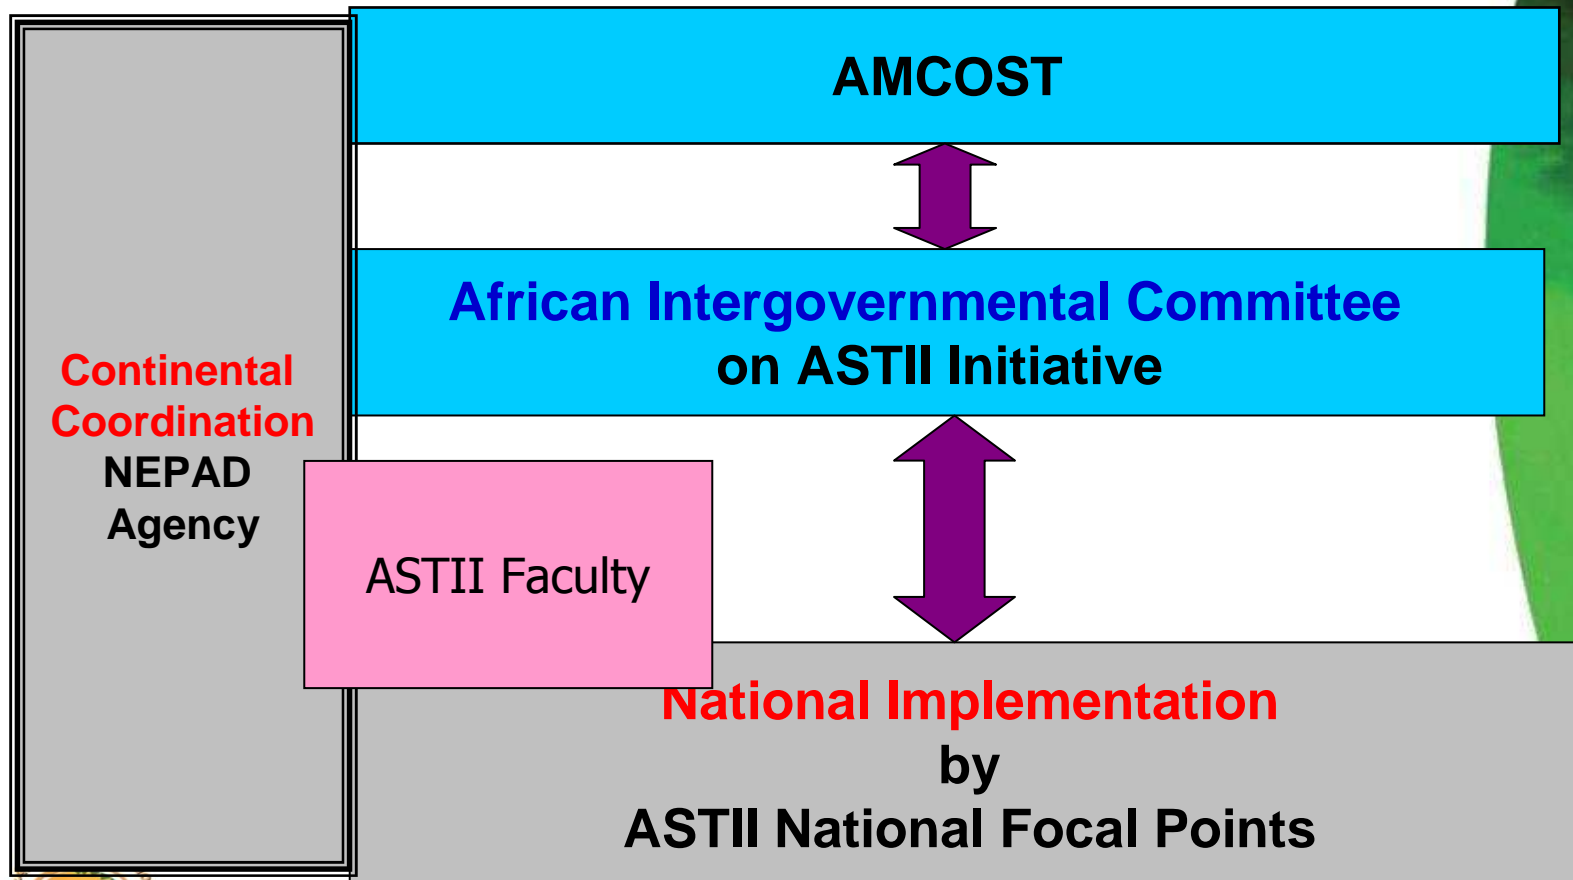 AMCOST
African Intergovernmental Committee
on ASTII Initiative
Continental
Coordination
NEPAD
Agency
ASTII Faculty
National Implementation
by
ASTII National Focal Points